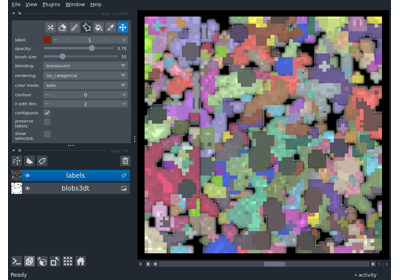 File View Plugins Window Help
label: 1
opacity: 0.70
brush size: 10
blending: translucent
rendering: iso_categorical
color mode: auto
contour: 0
n edit dim: 2
contiguous:
preserve
labels:
show
selected:
labels
blobs3dt
Ready
activity